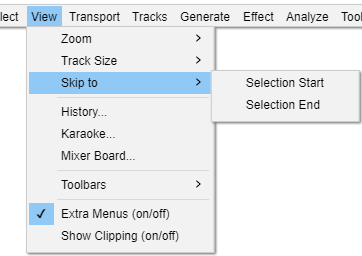 lect View Transport Tracks Generate Effect Analyze Tool
Zoom
Track Size
Skip to
Selection Start
Selection End
History...
Karaoke...
Mixer Board...
Toolbars
Extra Menus (on/off)
Show Clipping (on/off)